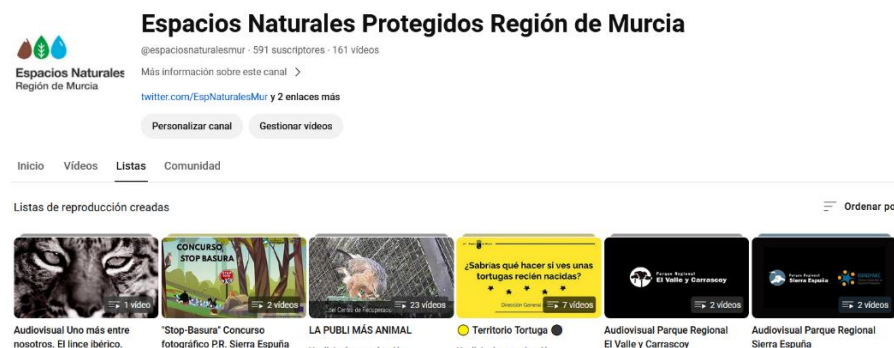 Espacios Naturales Protegidos Región de Murcia
@espaciosnaturalesmur · 591 suscriptores · 161 vídeos
Espacios Naturales
Región de Murcia
Más información sobre este canal >
twitter.com/EspNaturalesMur y 2 enlaces más
Personalizar canal Gestionar vídeos
Inicio Vídeos Listas Comunidad
Listas de reproducción creadas
Ordenar po
CONCURSO
STOP BASURA
1 vídeo
2 vídeos
23 vídeos
¿Sabrías qué hacer si ves unas
tortugas recién nacidas?
Dirección General
7 vídeos
Parque Regional
El Valle y Carrascoy
2 vídeos
Parque Regional
Sierra Espuña
2 vídeos
Audiovisual Uno más entre
nosotros. El lince ibérico.
"Stop-Basura" Concurso
fotográfico P.R. Sierra Espuña
LA PUBLI MÁS ANIMAL
Territorio Tortuga
Audiovisual Parque Regional
El Valle y Carrascoy
Audiovisual Parque Regional
Sierra Espuña